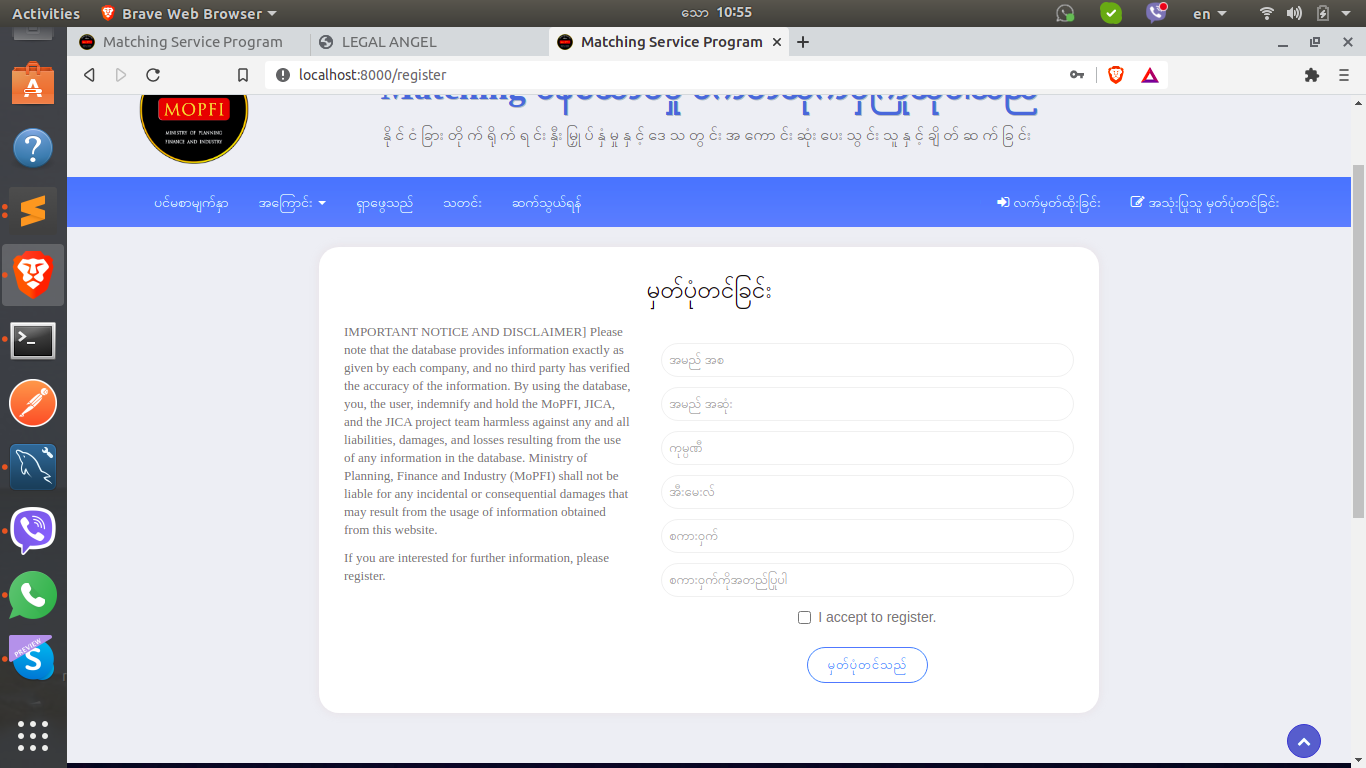 Activities
Brave Web Browser
သော 10:55
en
Matching Service Program
LEGAL ANGEL
Matching Service Program
localhost:8000/register
MOPFI
MINISTRY OF PLANNING
FINANCE AND INDUSTRY
Matching ဝန်ဆောင်မှု
နိုင်ငံခြားတိုက်ရိုက်ရင်းနှီးမြှုပ်နှံမှုနှင့်ဒေသတွင်းအကောင်းဆုံးပေးသွင်းသူနှင့်ချိတ်ဆက်ခြင်း
ပင်မစာမျက်နှာ
အကြောင်း
ရှာဖွေသည်
သတင်း
ဆက်သွယ်ရန်
လက်မှတ်ထိုးခြင်း
အသုံးပြုသူ မှတ်ပုံတင်ခြင်း
မှတ်ပုံတင်ခြင်း
IMPORTANT NOTICE AND DISCLAIMER] Please
note that the database provides information exactly as
given by each company, and no third party has verified
the accuracy of the information. By using the database,
you, the user, indemnify and hold the MoPFI, JICA,
and the JICA project team harmless against any and all
liabilities, damages, and losses resulting from the use
of any information in the database. Ministry of
Planning, Finance and Industry (MoPFI) shall not be
liable for any incidental or consequential damages that
may result from the usage of information obtained
from this website.
If you are interested for further information, please
register.
အမည် အစ
အမည် အဆုံး
ကုမ္ပဏီ
အီးမေးလ်
စကားဝှက်
စကားဝှက်ကိုအတည်ပြုပါ
I accept to register.
မှတ်ပုံတင်သည်
PREVIEW